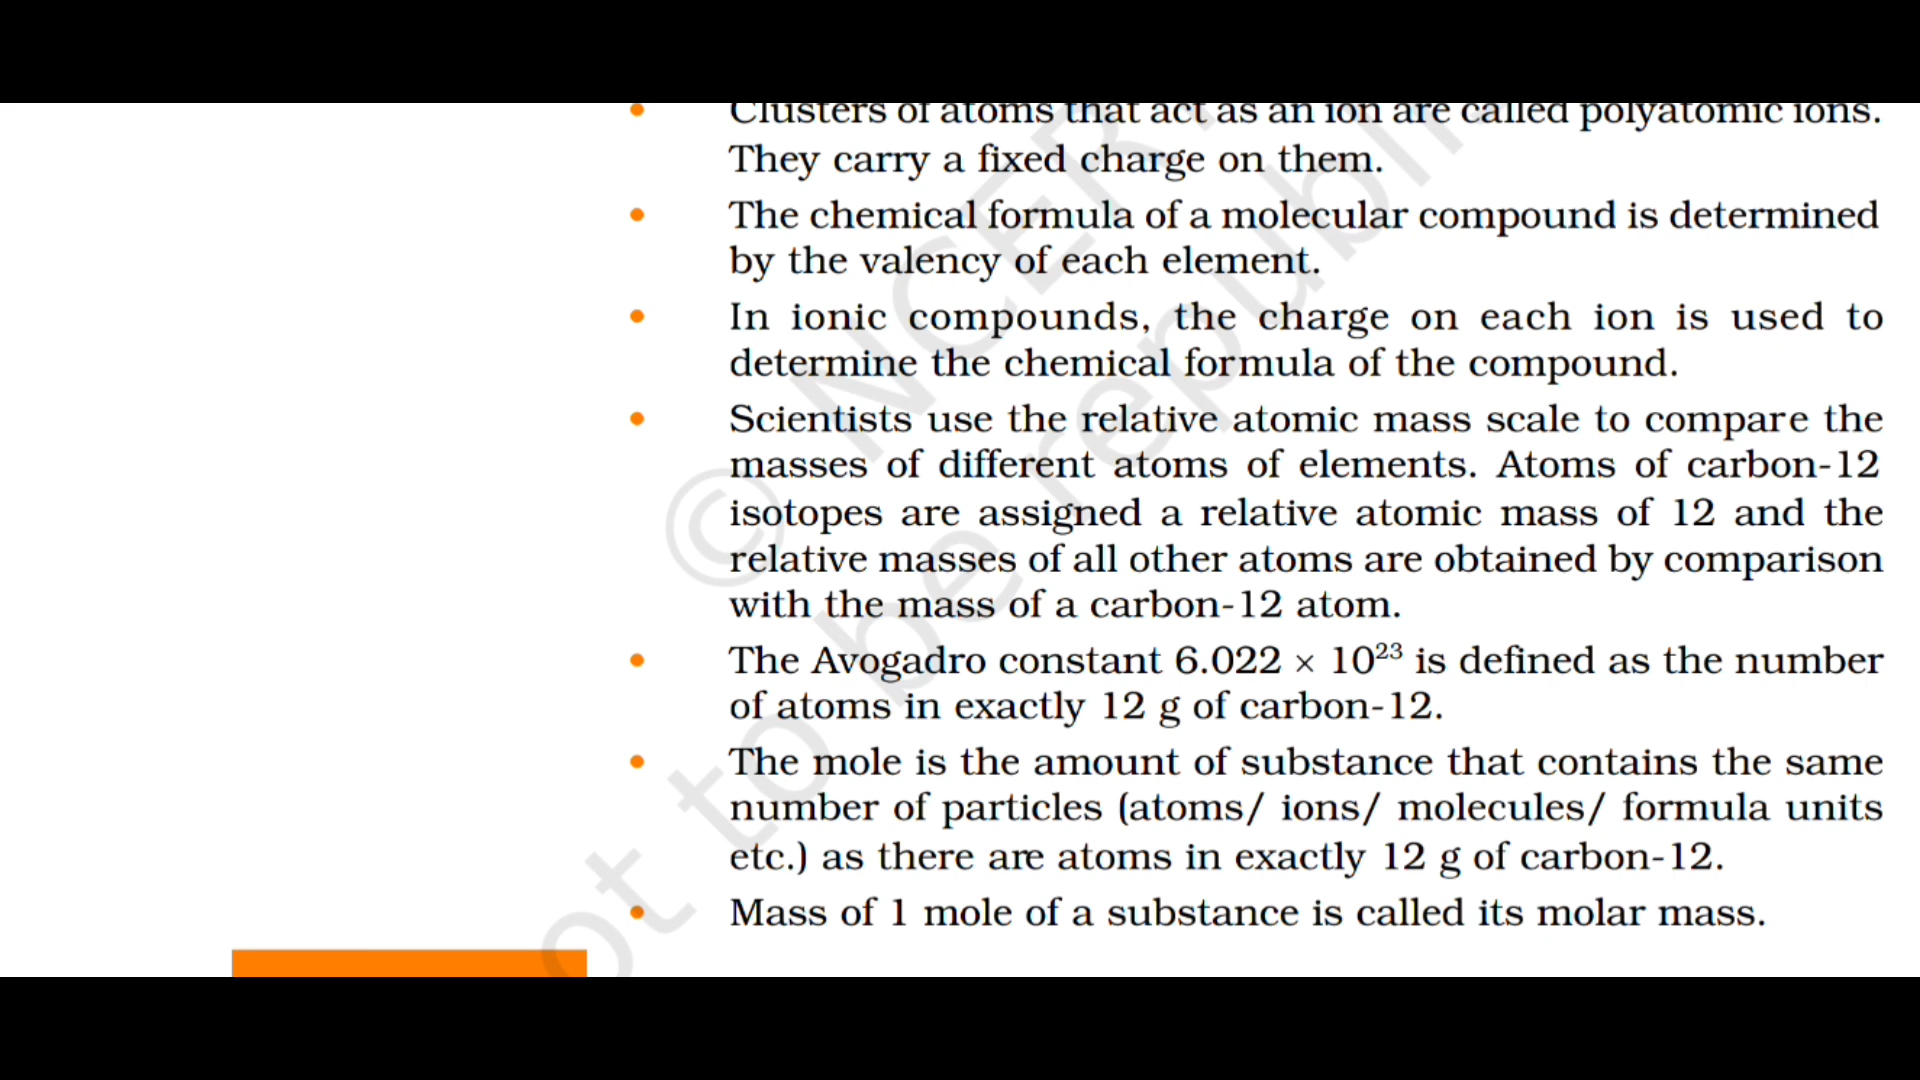 • Clusters of atoms that act as an ion are called polyatomic ions.
They carry a fixed charge on them.
• The chemical formula of a molecular compound is determined
by the valency of each element.
• In ionic compounds, the charge on each ion is used to
determine the chemical formula of the compound.
• Scientists use the relative atomic mass scale to compare the
masses of different atoms of elements. Atoms of carbon-12
isotopes are assigned a relative atomic mass of 12 and the
relative masses of all other atoms are obtained by comparison
with the mass of a carbon-12 atom.
• The Avogadro constant 6.022 × 10²³ is defined as the number
of atoms in exactly 12 g of carbon-12.
• The mole is the amount of substance that contains the same
number of particles (atoms/ ions/ molecules/ formula units
etc.) as there are atoms in exactly 12 g of carbon-12.
• Mass of 1 mole of a substance is called its molar mass.
© NCER
ot to be republi